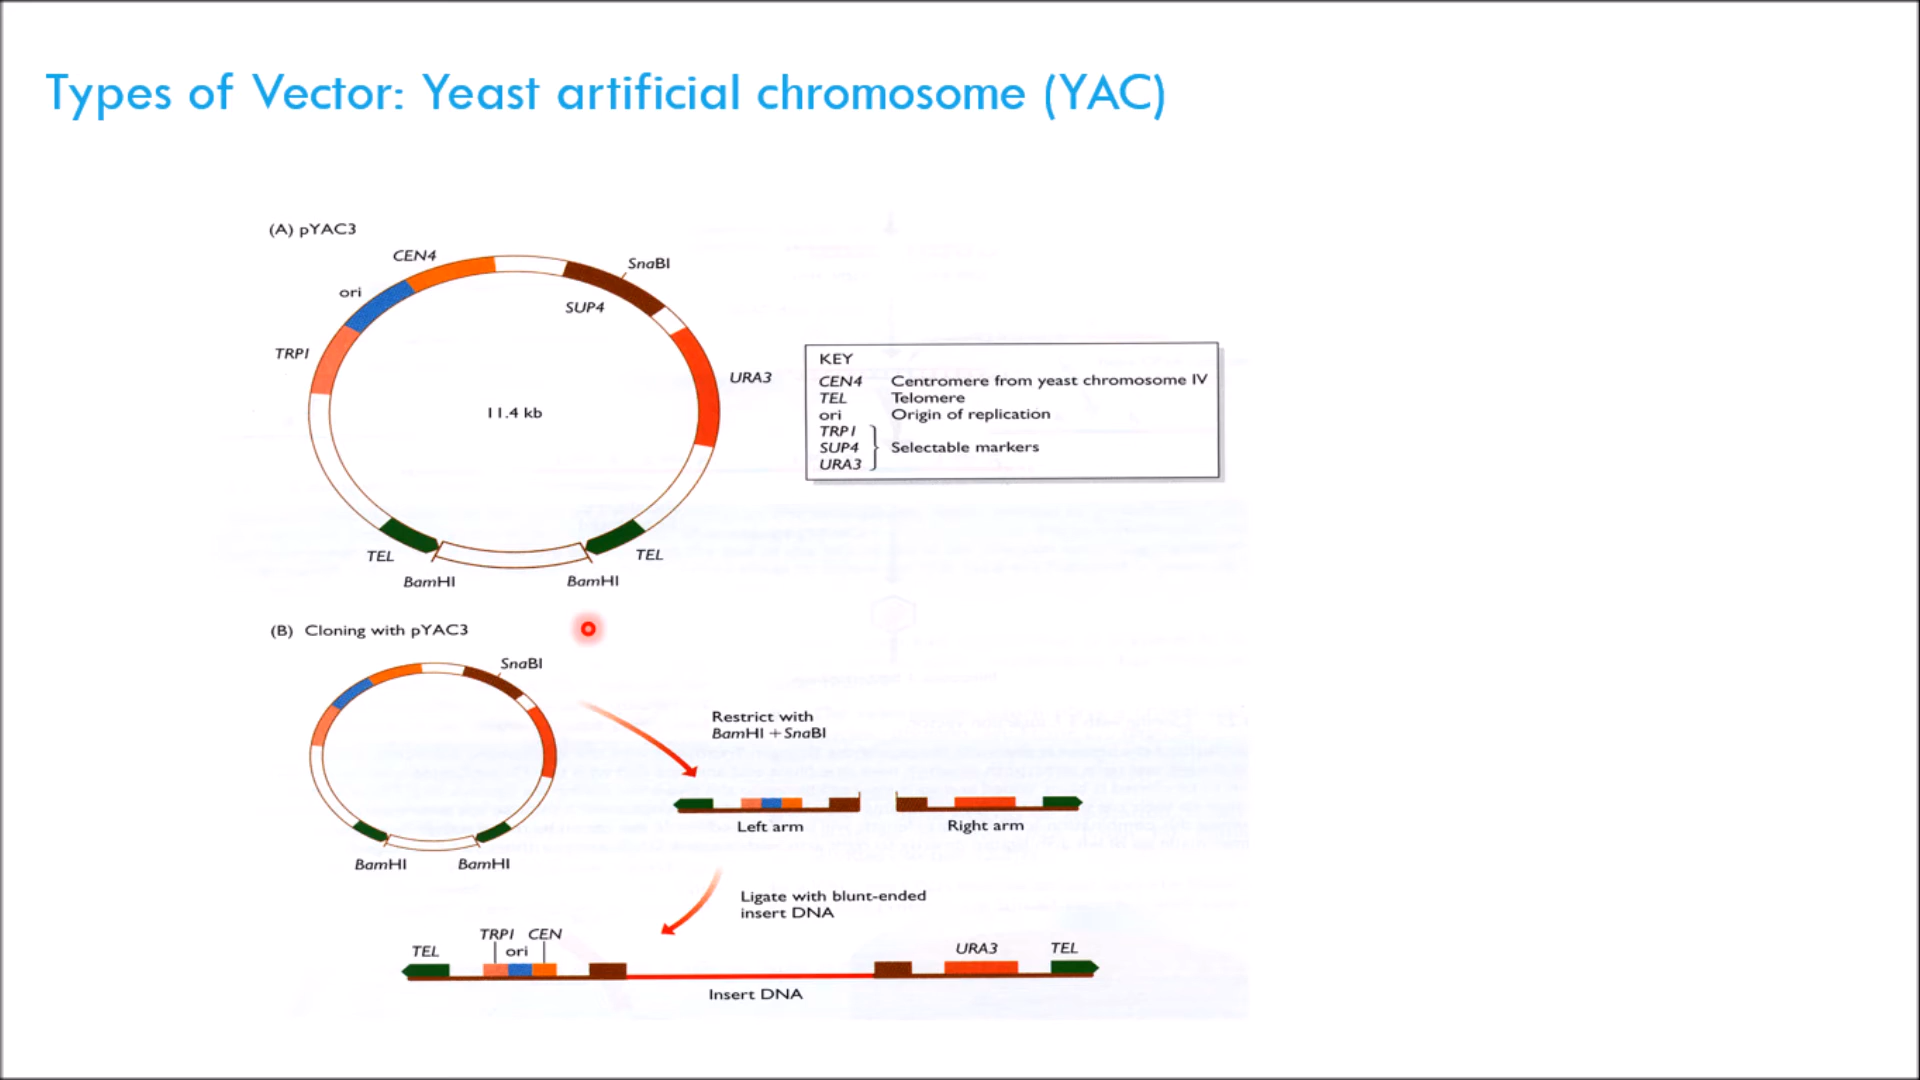 Types of Vector: Yeast artificial chromosome (YAC)
(A) pYAC3
CEN4
SnaBI
ori
SUP4
TRP1
URA3
11.4 kb
TEL
TEL
BamHI
BamHI
KEY
CEN4 Centromere from yeast chromosome IV
TEL Telomere
ori Origin of replication
TRP1
SUP4 Selectable markers
URA3
(B) Cloning with pYAC3
SnaBI
BamHI
BamHI
Restrict with
BamHI + SnaBI
Left arm
Right arm
Ligate with blunt-ended
insert DNA
TRP1 CEN
TEL
ori
URA3
TEL
Insert DNA